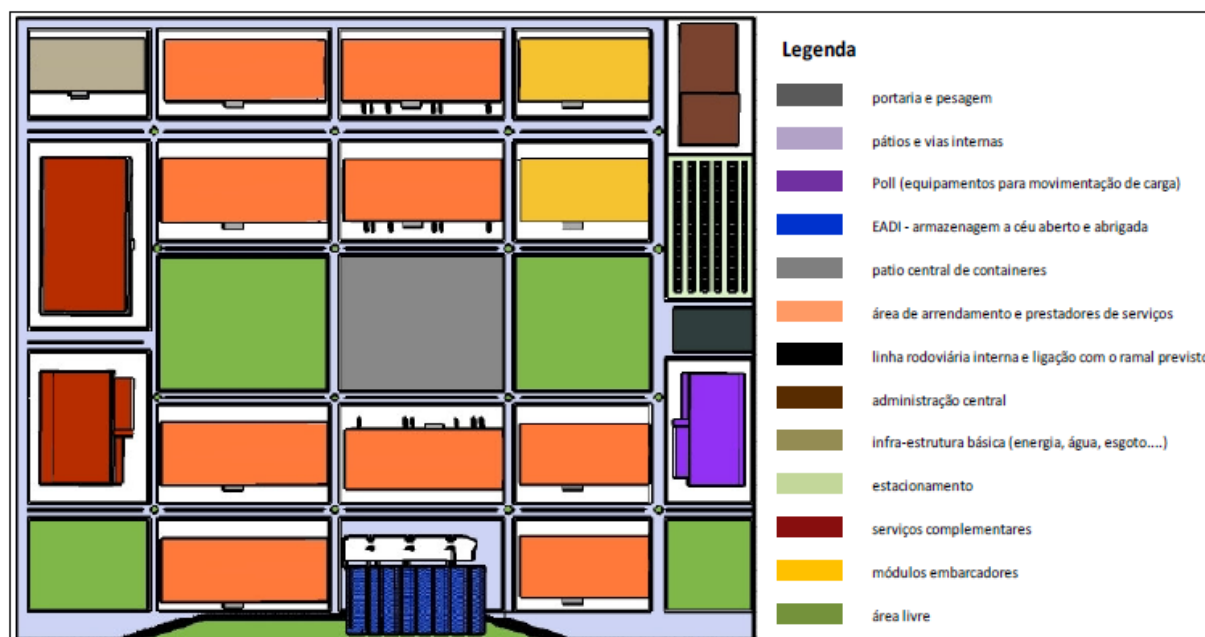 Legenda
portaria e pesagem
pátios e vias internas
Poll (equipamentos para movimentação de carga)
EADI - armazenagem a céu aberto e abrigada
patio central de containeres
área de arrendamento e prestadores de serviços
linha rodoviária interna e ligação com o ramal previsto
administração central
infra-estrutura básica (energia, água, esgoto....)
estacionamento
serviços complementares
módulos embarcadores
área livre